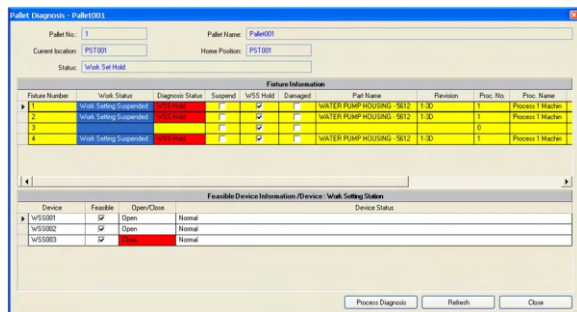 Pallet Diagnosis - Pallet001
Pallet No.: 1 Pallet Name: Pallet001
Current location: PST001 Home Position: PST001
Status: Work Set Hold
Fixture Information
Fixture Number Work Status Diagnosis Status Suspend WSS Hold Damaged Part Name Revision Proc. No. Proc. Name
1 Work Setting Suspended WSS Hold WATER PUMP HOUSING - 5612 1-3D 1 Process 1 Machin
2 Work Setting Suspended WSS Hold WATER PUMP HOUSING - 5612 1-3D 1 Process 1 Machin
3 0
4 Work Setting Suspended WSS Hold WATER PUMP HOUSING - 5612 1-3D 1 Process 1 Machin
Feasible Device Information /Device : Work Setting Station
Device Feasible Open/Close Device Status
WSS001 Open Normal
WSS002 Open Normal
WSS003 Close Normal
Process Diagnosis Refresh Close